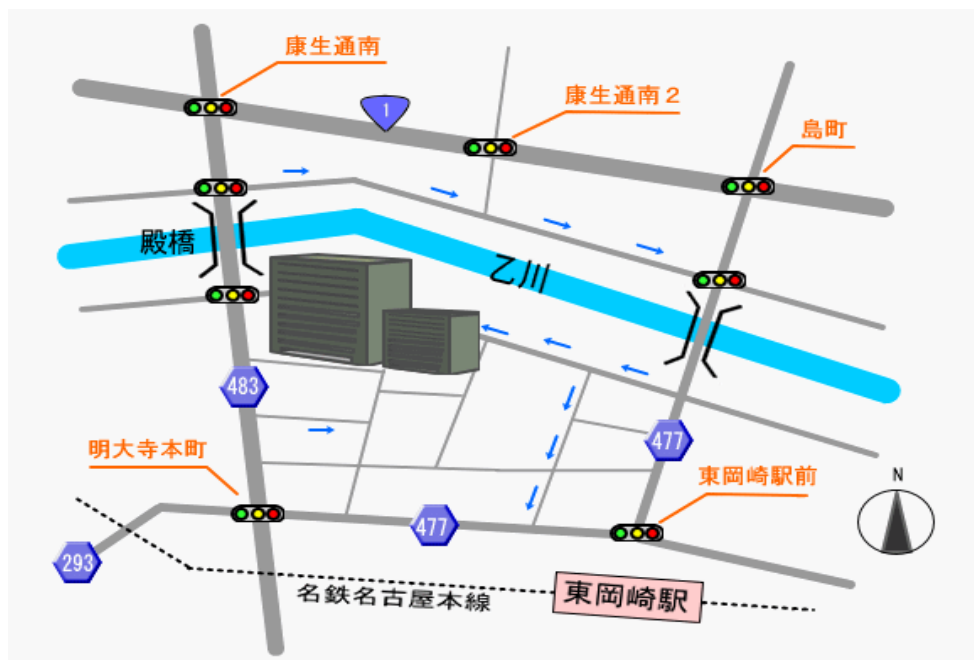 康生通南
康生通南2
1
島町
殿橋
乙川
483
477
明大寺本町
東岡崎駅前
N
477
293
名鉄名古屋本線
東岡崎駅